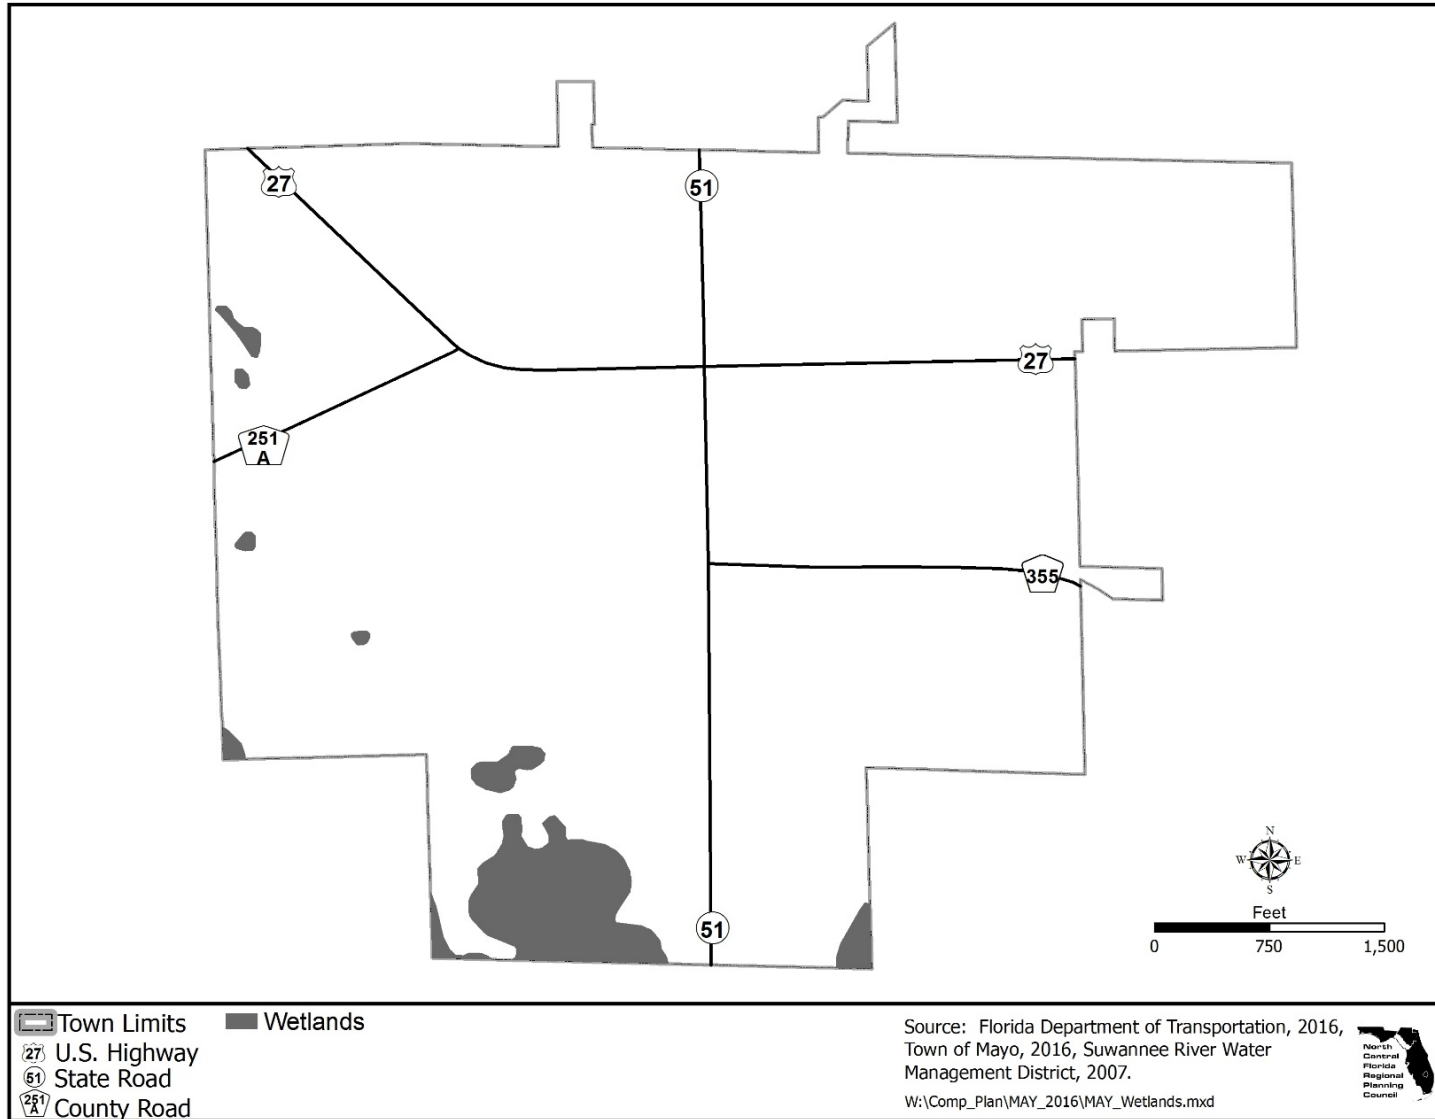 27
51
27
251
A
355
N
W E
S
51
Feet
0 750 1,500
Town Limits Wetlands
27 U.S. Highway
51 State Road
251
A County Road
Source: Florida Department of Transportation, 2016,
Town of Mayo, 2016, Suwannee River Water
Management District, 2007.
W:\Comp_Plan\MAY_2016\MAY_Wetlands.mxd
North
Central
Florida
Regional
Planning
Council